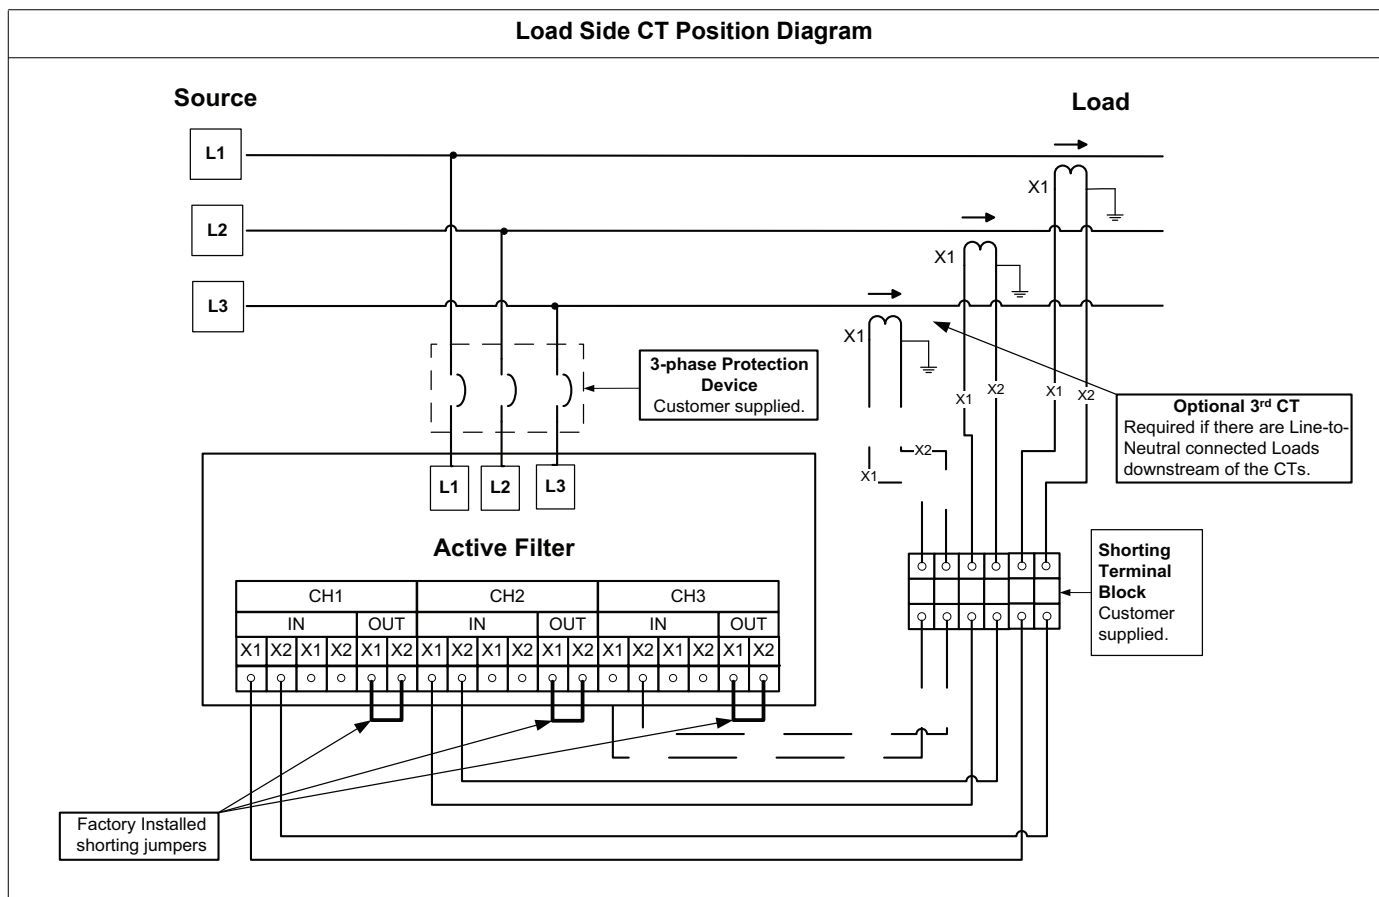 Load Side CT Position Diagram
Source
Load
L1
X1
L2
X1
L3
X1
3-phase Protection
Device
Customer supplied.
X1
X2
X1
X2
Optional 3rd CT
Required if there are Line-to-
Neutral connected Loads
downstream of the CTs.
X2
X1
L1
L2
L3
Active Filter
Shorting
Terminal
Block
Customer
supplied.
CH1 CH2 CH3
IN OUT IN OUT IN OUT
X1 X2 X1 X2 X1 X2 X1 X2 X1 X2 X1 X2 X1 X2 X1 X2 X1 X2
Factory Installed
shorting jumpers